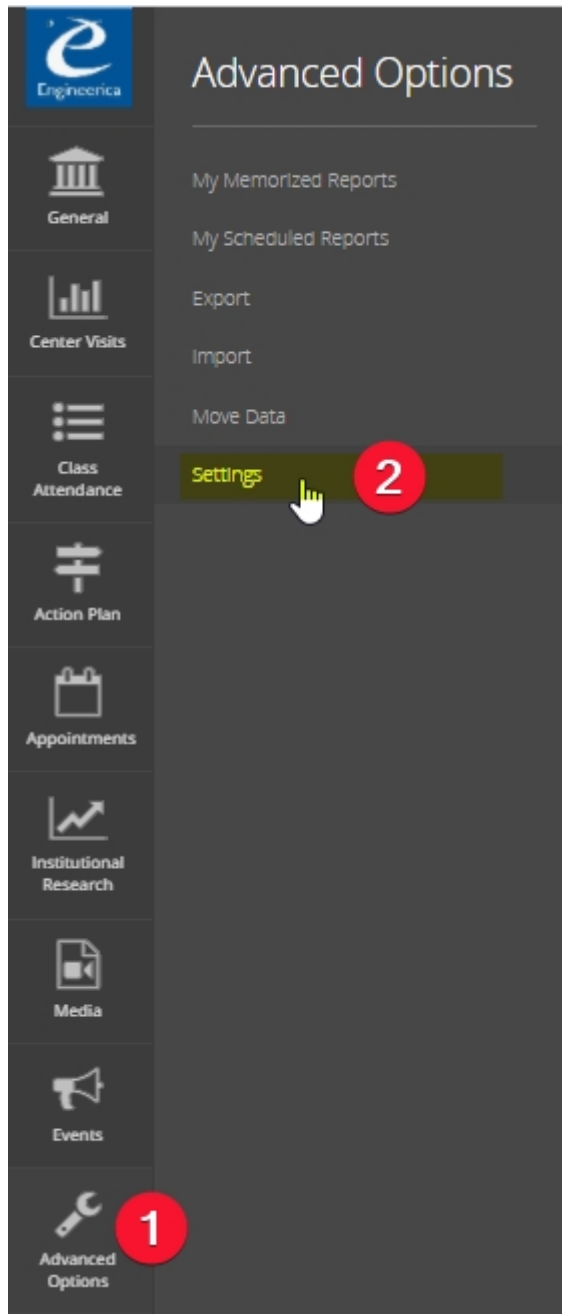 e
Engineerica
Advanced Options
General
Center Visits
Class
Attendance
Action Plan
Appointments
Institutional
Research
Media
Events
1
Advanced
Options
My Memorized Reports
My Scheduled Reports
Export
Import
Move Data
Settings 2